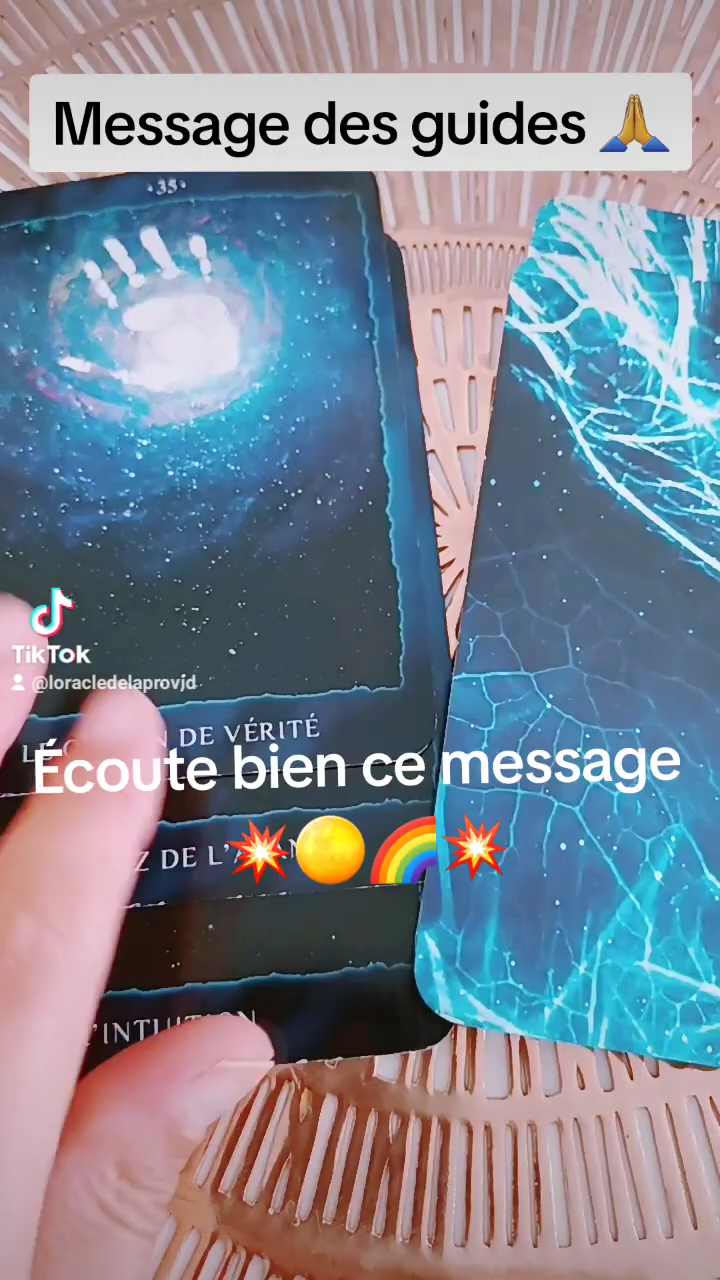 Message des guides 🙏
•35•
TikTok
@loracledelaprovjd
DE VÉRITÉ
Écoute bien ce message
💥🌕🌈💥
Z DE L'
L'INTUITION